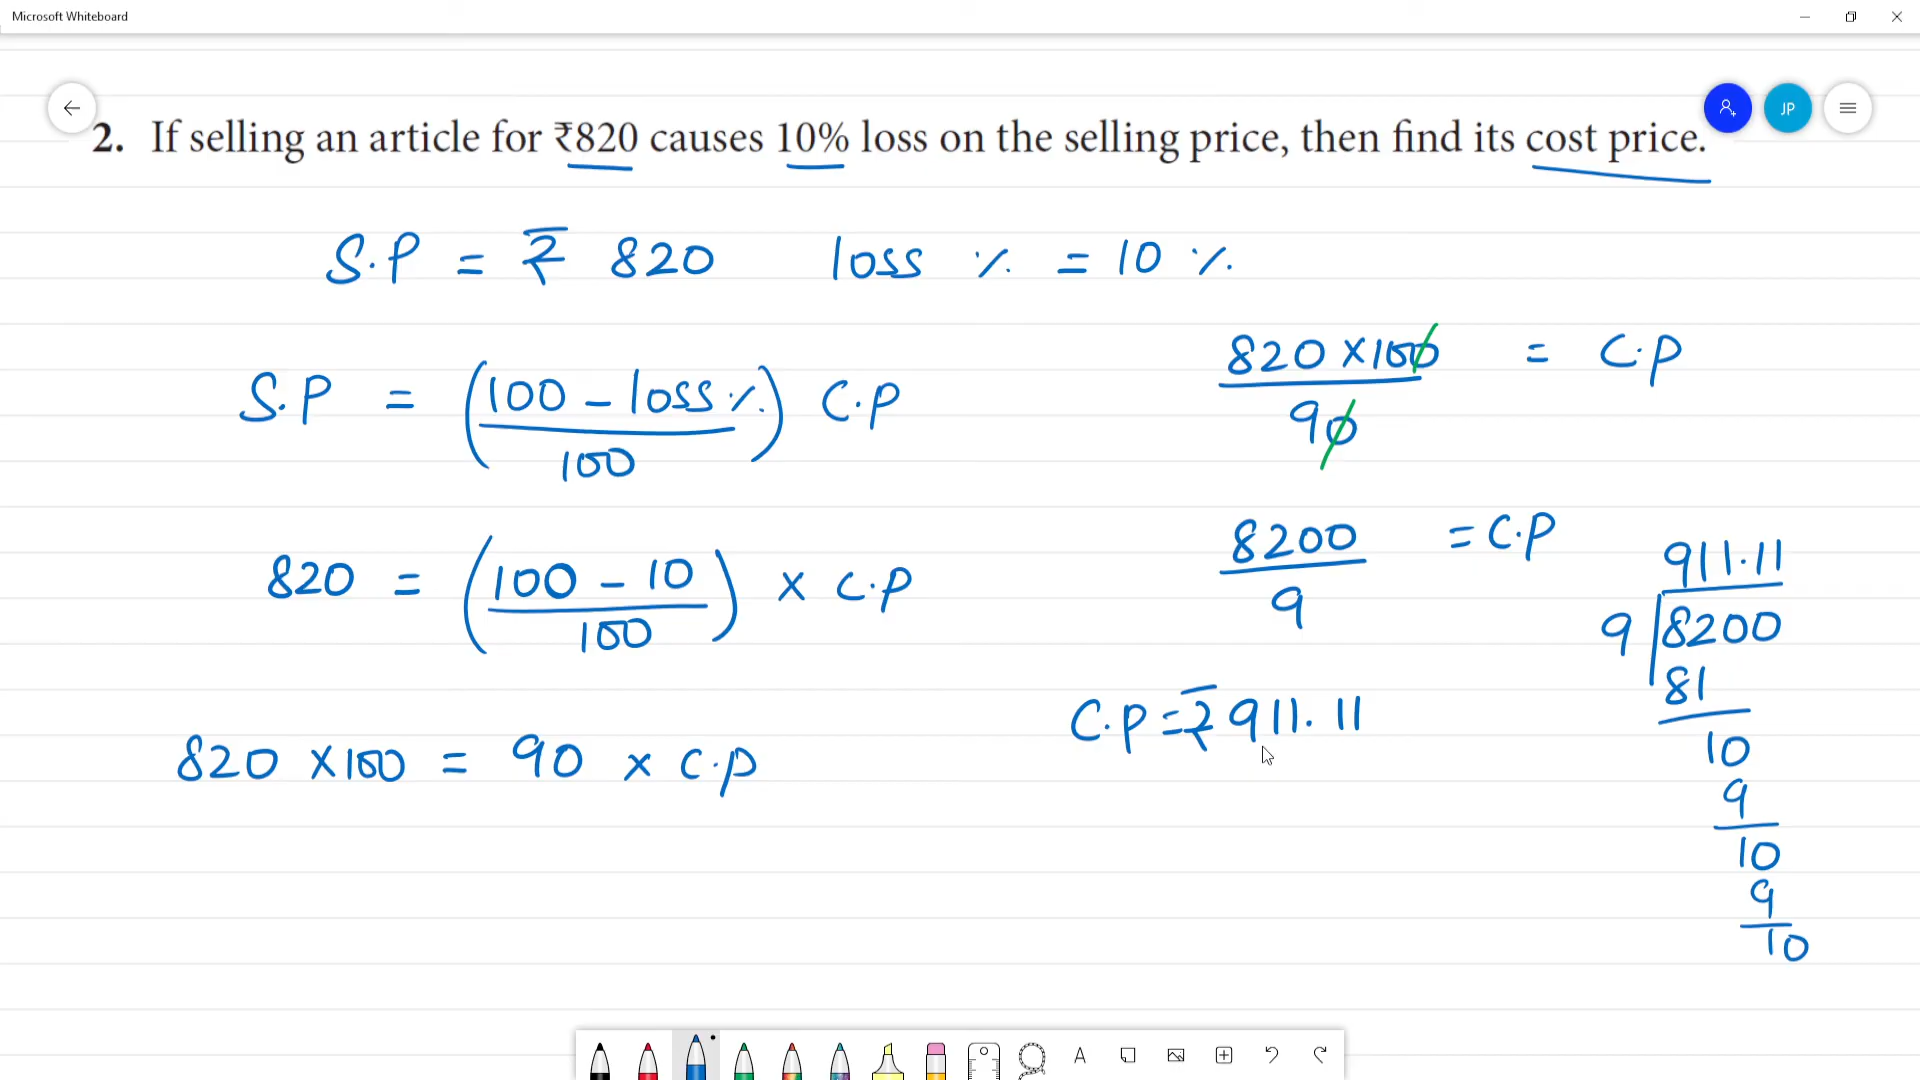 Microsoft Whiteboard
JP
2. If selling an article for ₹820 causes 10% loss on the selling price, then find its cost price.
S.P = ₹ 820 loss % = 10 %
S.P = (100 - loss% / 100) C.P
820 = (100 - 10 / 100) x C.P
820 x 100 = 90 x C.P
820 x 100 / 90 = C.P
8200 / 9 = C.P
C.P = ₹ 911.11
911.11
9 8200
81
10
9
10
9
10
A